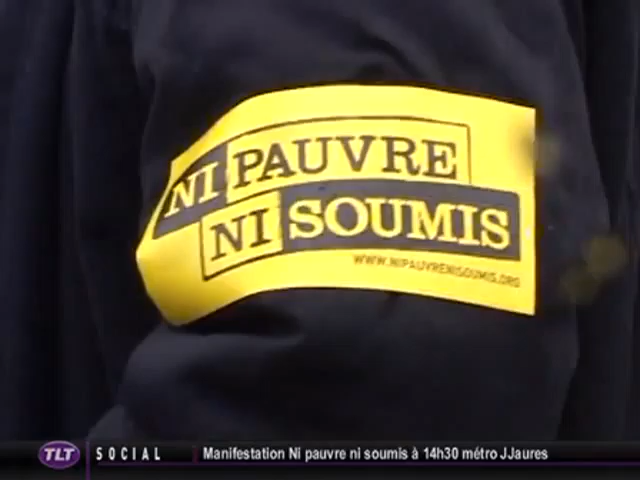 NI PAUVRE
NI SOUMIS
WWW.NIPAUVRENISOUMIS.ORG
TLT SOCIAL Manifestation Ni pauvre ni soumis à 14h30 métro JJaures